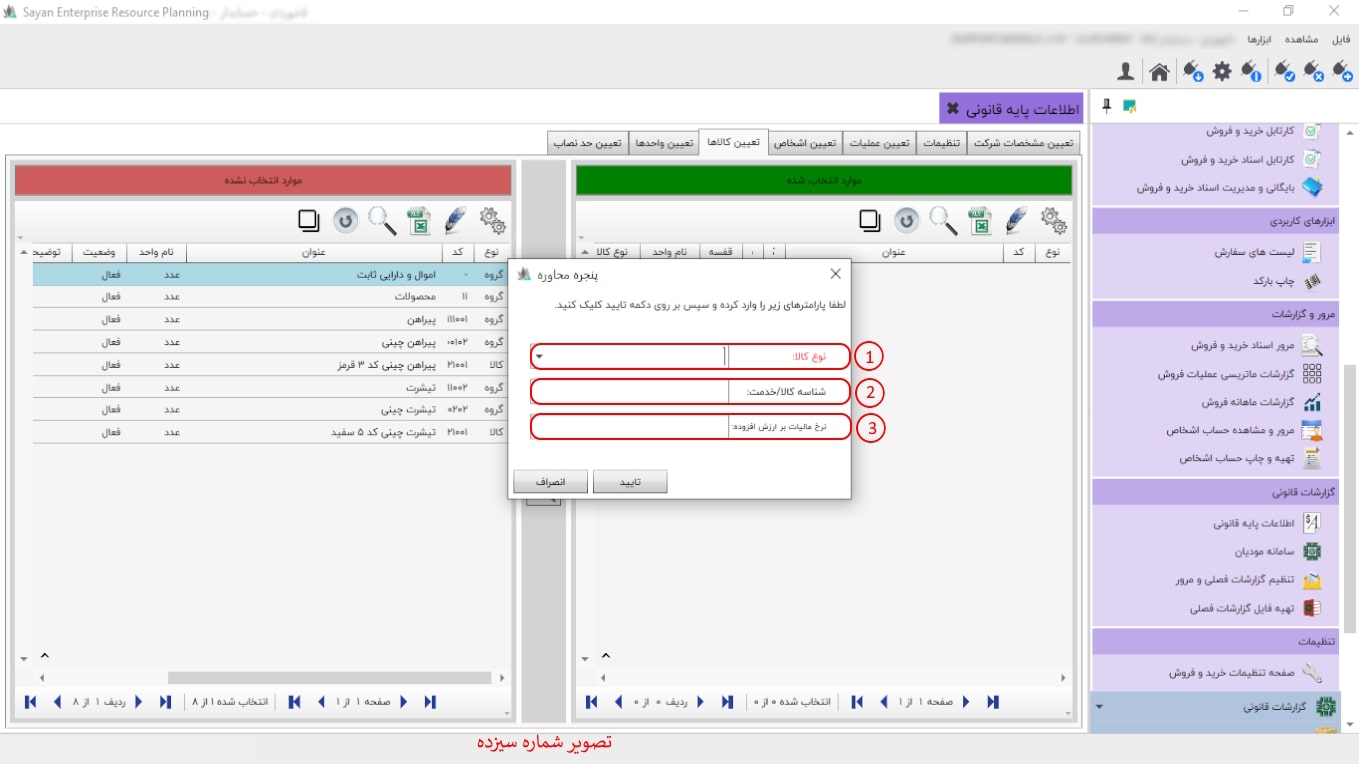 Sayan Enterprise Resource Planning -
فایل
مشاهده
ابزارها
اطلاعات پایه قانونی
تعیین مشخصات شرکت
تنظیمات
تعیین عملیات
تعیین اشخاص
تعیین کالاها
تعیین واحدها
تعیین حد نصاب
کارتابل خرید و فروش
کارتابل اسناد خرید و فروش
بایگانی و مدیریت اسناد خرید و فروش
ابزارهای کاربردی
لیست های سفارش
چاپ بارکد
مرور و گزارشات
مرور اسناد خرید و فروش
گزارشات ماتریسی عملیات فروش
گزارشات ماهانه فروش
مرور و مشاهده حساب اشخاص
تهیه و چاپ حساب اشخاص
گزارشات قانونی
اطلاعات پایه قانونی
سامانه مودیان
تنظیم گزارشات فصلی و مرور
تهیه فایل گزارشات فصلی
تنظیمات
صفحه تنظیمات خرید و فروش
گزارشات قانونی
موارد انتخاب شده
نوع کد عنوان قفسه نام واحد نوع کالا
صفحه ۱ از ۱
انتخاب شده ۰ از ۰
ردیف ۰ از ۰
موارد انتخاب نشده
نوع کد عنوان نام واحد وضعیت توضیح
گروه ۰ اموال و دارایی ثابت عدد فعال
گروه ۱۱ محصولات عدد فعال
گروه ۱۱۱۰۰۱ پیراهن عدد فعال
گروه ۰۱۰۲ پیراهن چینی عدد فعال
کالا ۲۱۰۰۱ پیراهن چینی کد ۳ قرمز عدد فعال
گروه ۱۱۰۰۲ تیشرت عدد فعال
گروه ۰۲۰۲ تیشرت چینی عدد فعال
کالا ۲۱۰۰۱ تیشرت چینی کد ۵ سفید عدد فعال
صفحه ۱ از ۱
انتخاب شده ۱ از ۸
ردیف ۱ از ۸
پنجره محاوره
لطفا پارامترهای زیر را وارد کرده و سپس بر روی دکمه تایید کلیک کنید.
نوع کالا:
1
شناسه کالا/خدمت:
2
نرخ مالیات بر ارزش افزوده:
3
تایید
انصراف
تصویر شماره سیزده